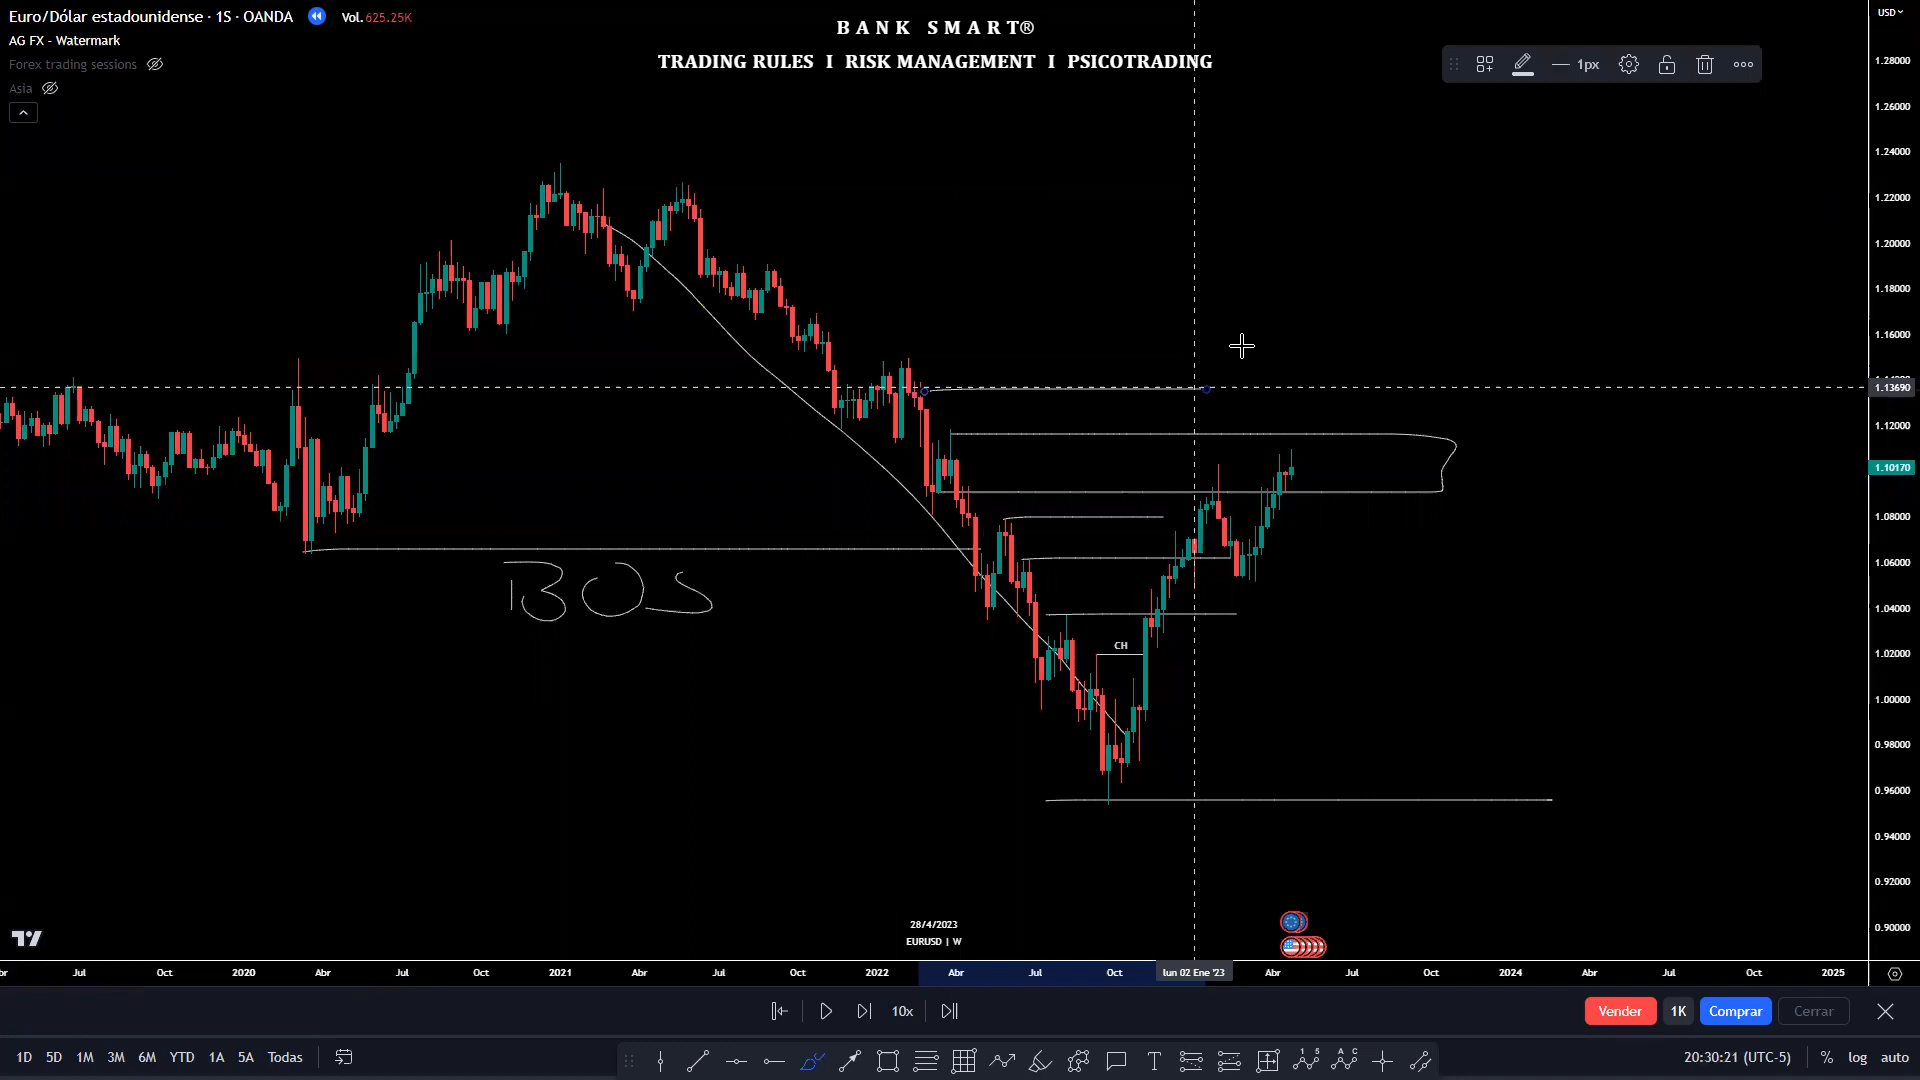 Euro/Dólar estadounidense · 1S · OANDA Vol. 625.25K
AG FX - Watermark
Forex trading sessions
Asia
BANK SMART®
TRADING RULES I RISK MANAGEMENT I PSICOTRADING
1px
USD
1.28000
1.26000
1.24000
1.22000
1.20000
1.18000
1.16000
1.13690
1.12000
1.10170
1.08000
1.06000
1.04000
1.02000
1.00000
0.98000
0.96000
0.94000
0.92000
0.90000
BOS
CH
28/4/2023
EURUSD | W
Jul Oct 2020 Abr Jul Oct 2021 Abr Jul Oct 2022 Abr Jul Oct lun 02 Ene '23 Abr Jul Oct 2024 Abr Jul Oct 2025
10x
Vender 1K Comprar Cerrar
1D 5D 1M 3M 6M YTD 1A 5A Todas
20:30:21 (UTC-5) % log auto